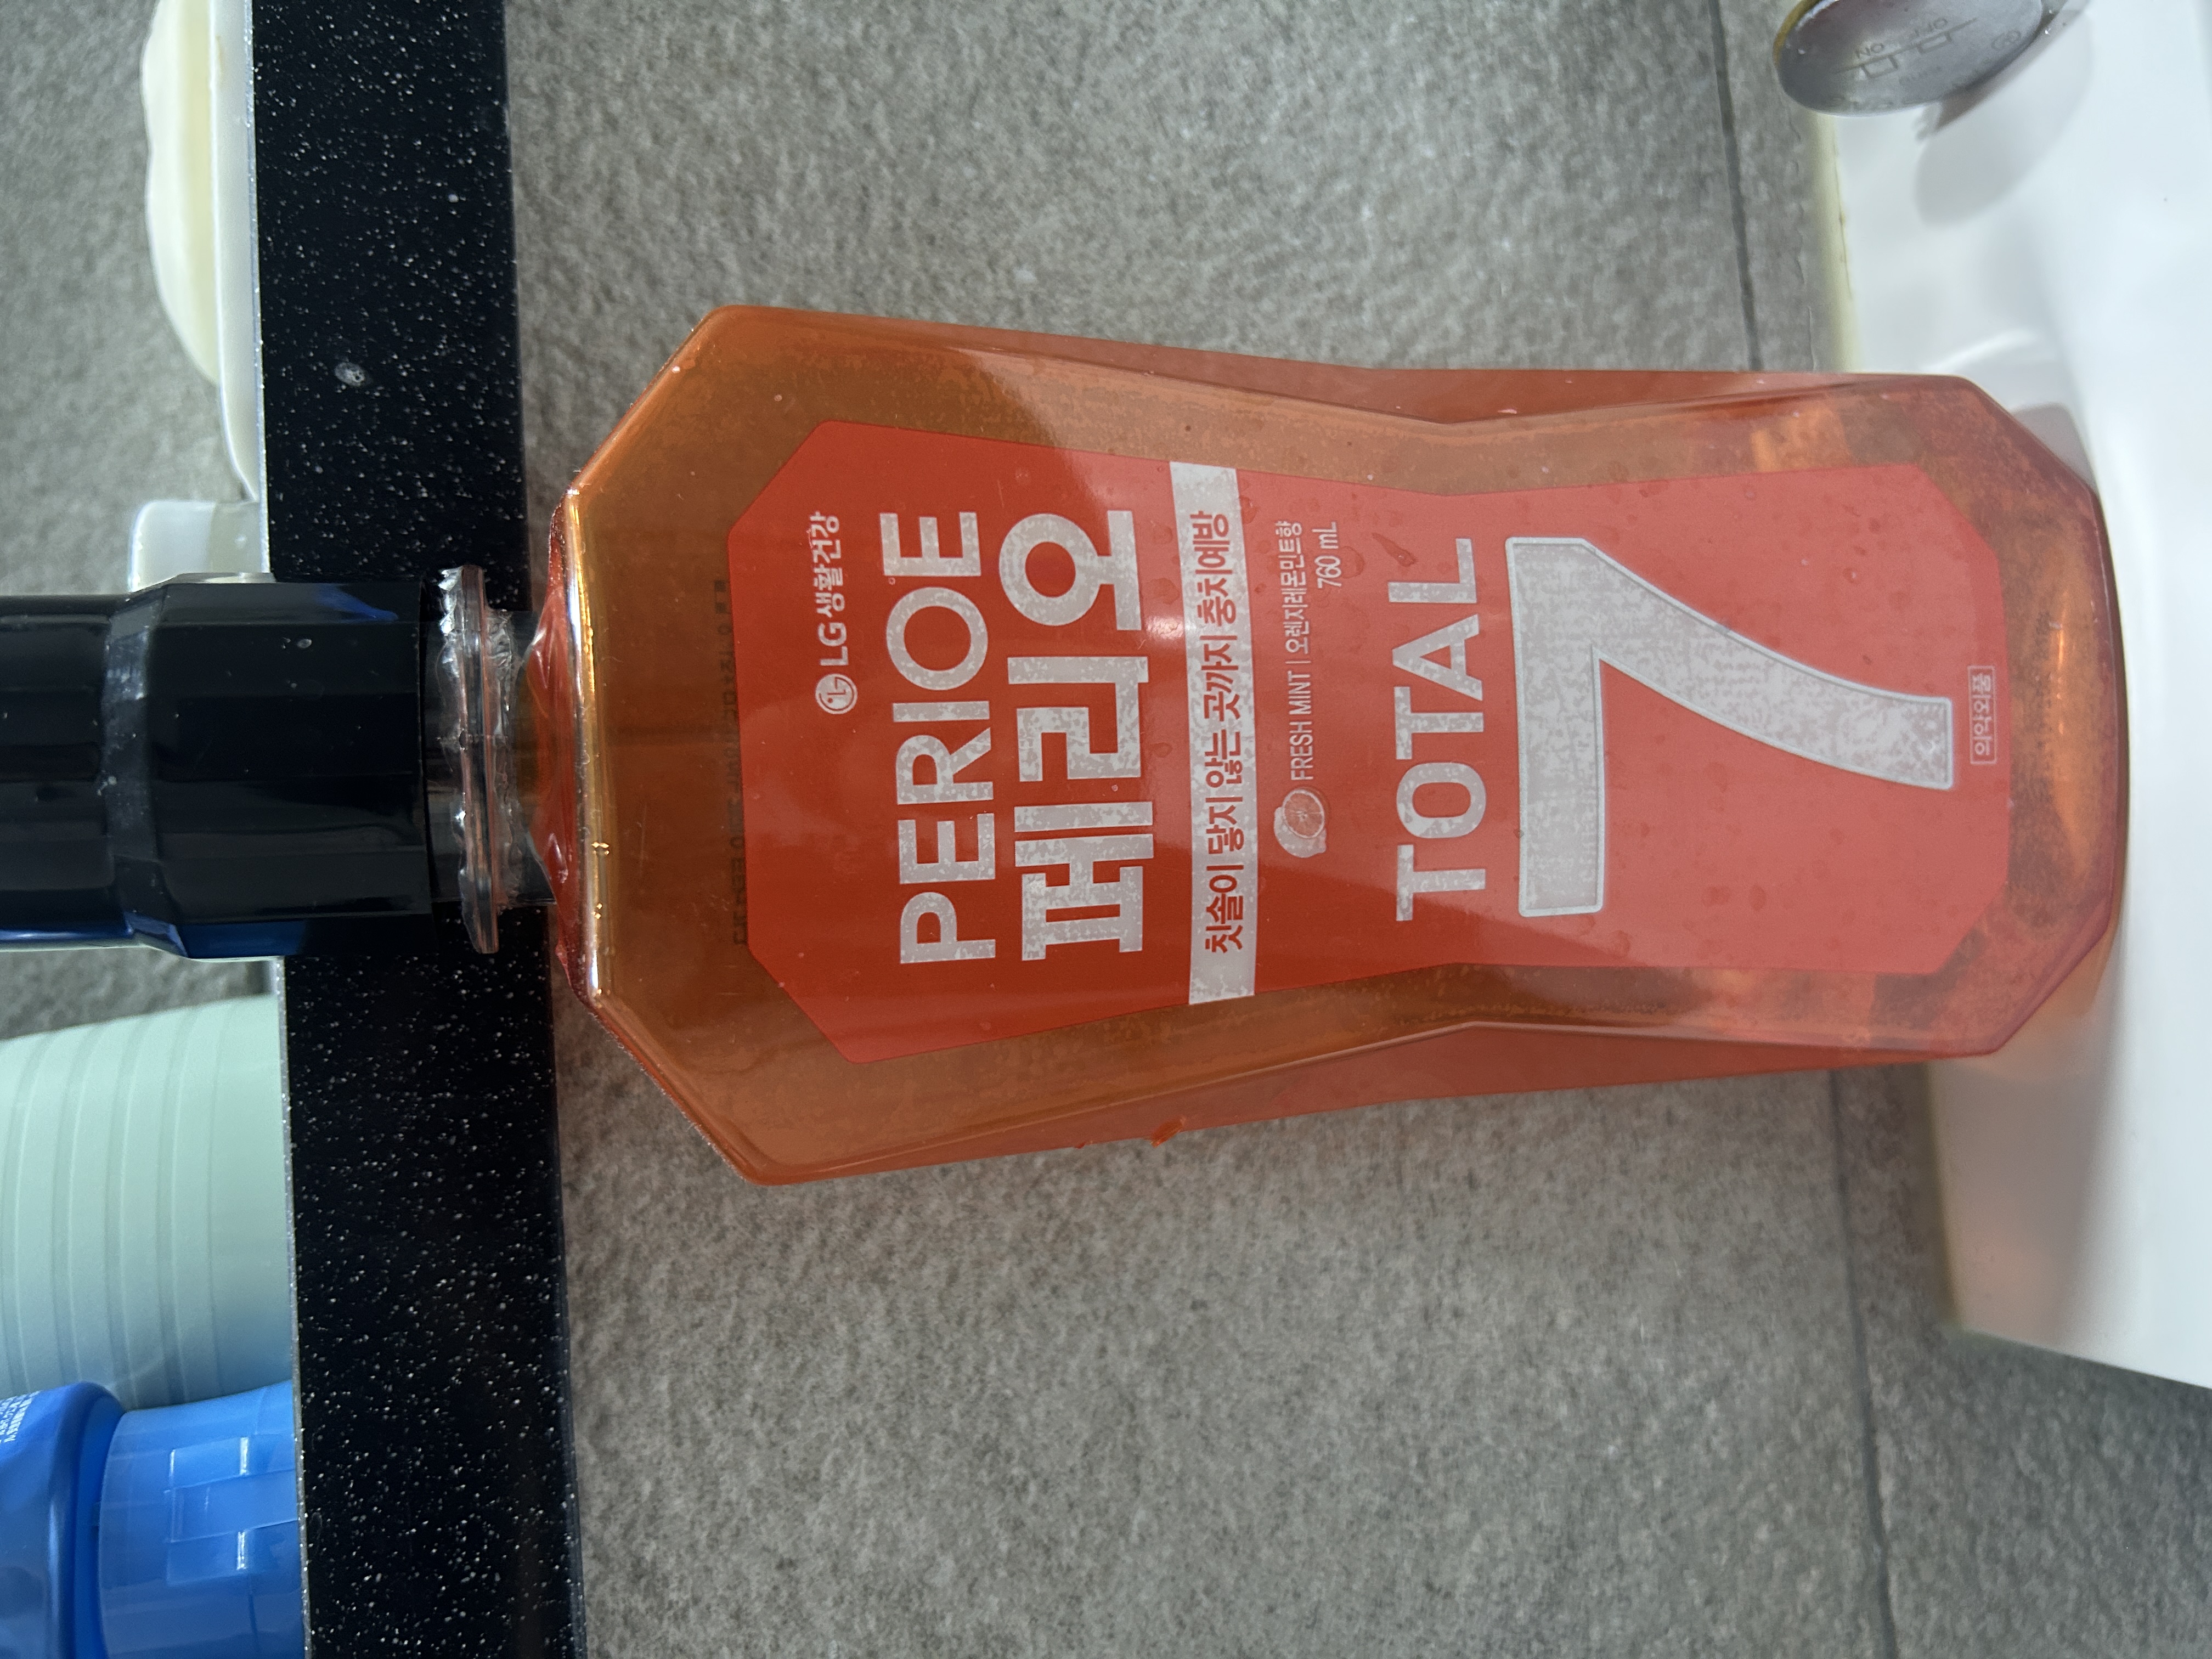 LG생활건강
PERIOE
페리오
칫솔이 닿지 않는 곳까지 충치예방
FRESH MINT | 오렌지레몬민트향
760 mL
TOTAL
7
의약외품